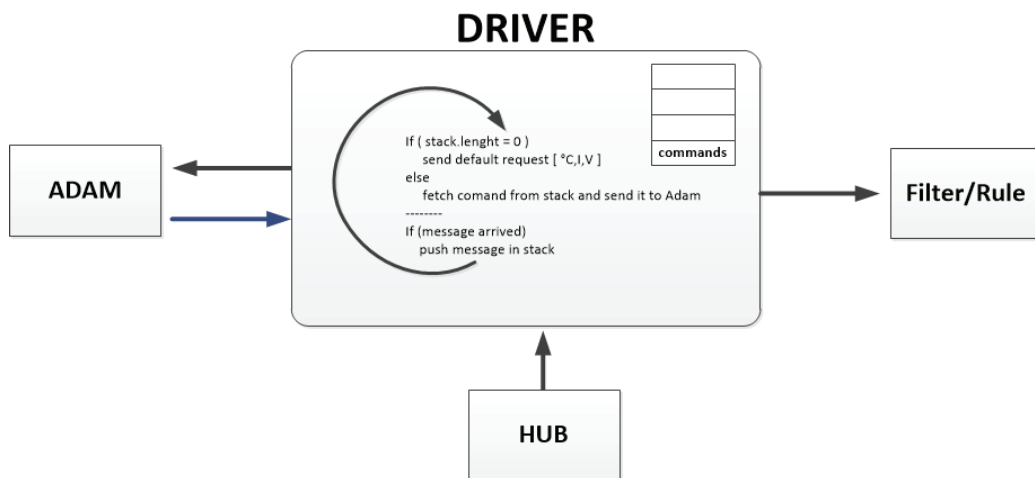 DRIVER
If ( stack.lenght = 0 )
send default request [ °C,I,V ]
else
fetch comand from stack and send it to Adam
--------
If (message arrived)
push message in stack
commands
ADAM
Filter/Rule
HUB